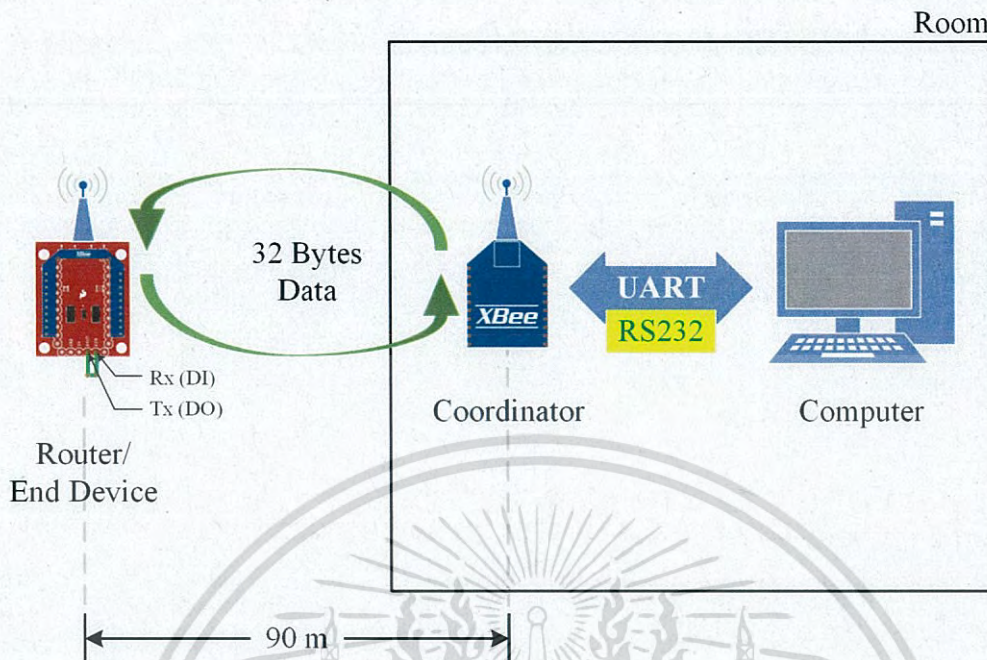 Room
32 Bytes
Data
XBee
UART
RS232
Rx (DI)
Tx (DO)
Coordinator
Computer
Router/
End Device
90 m